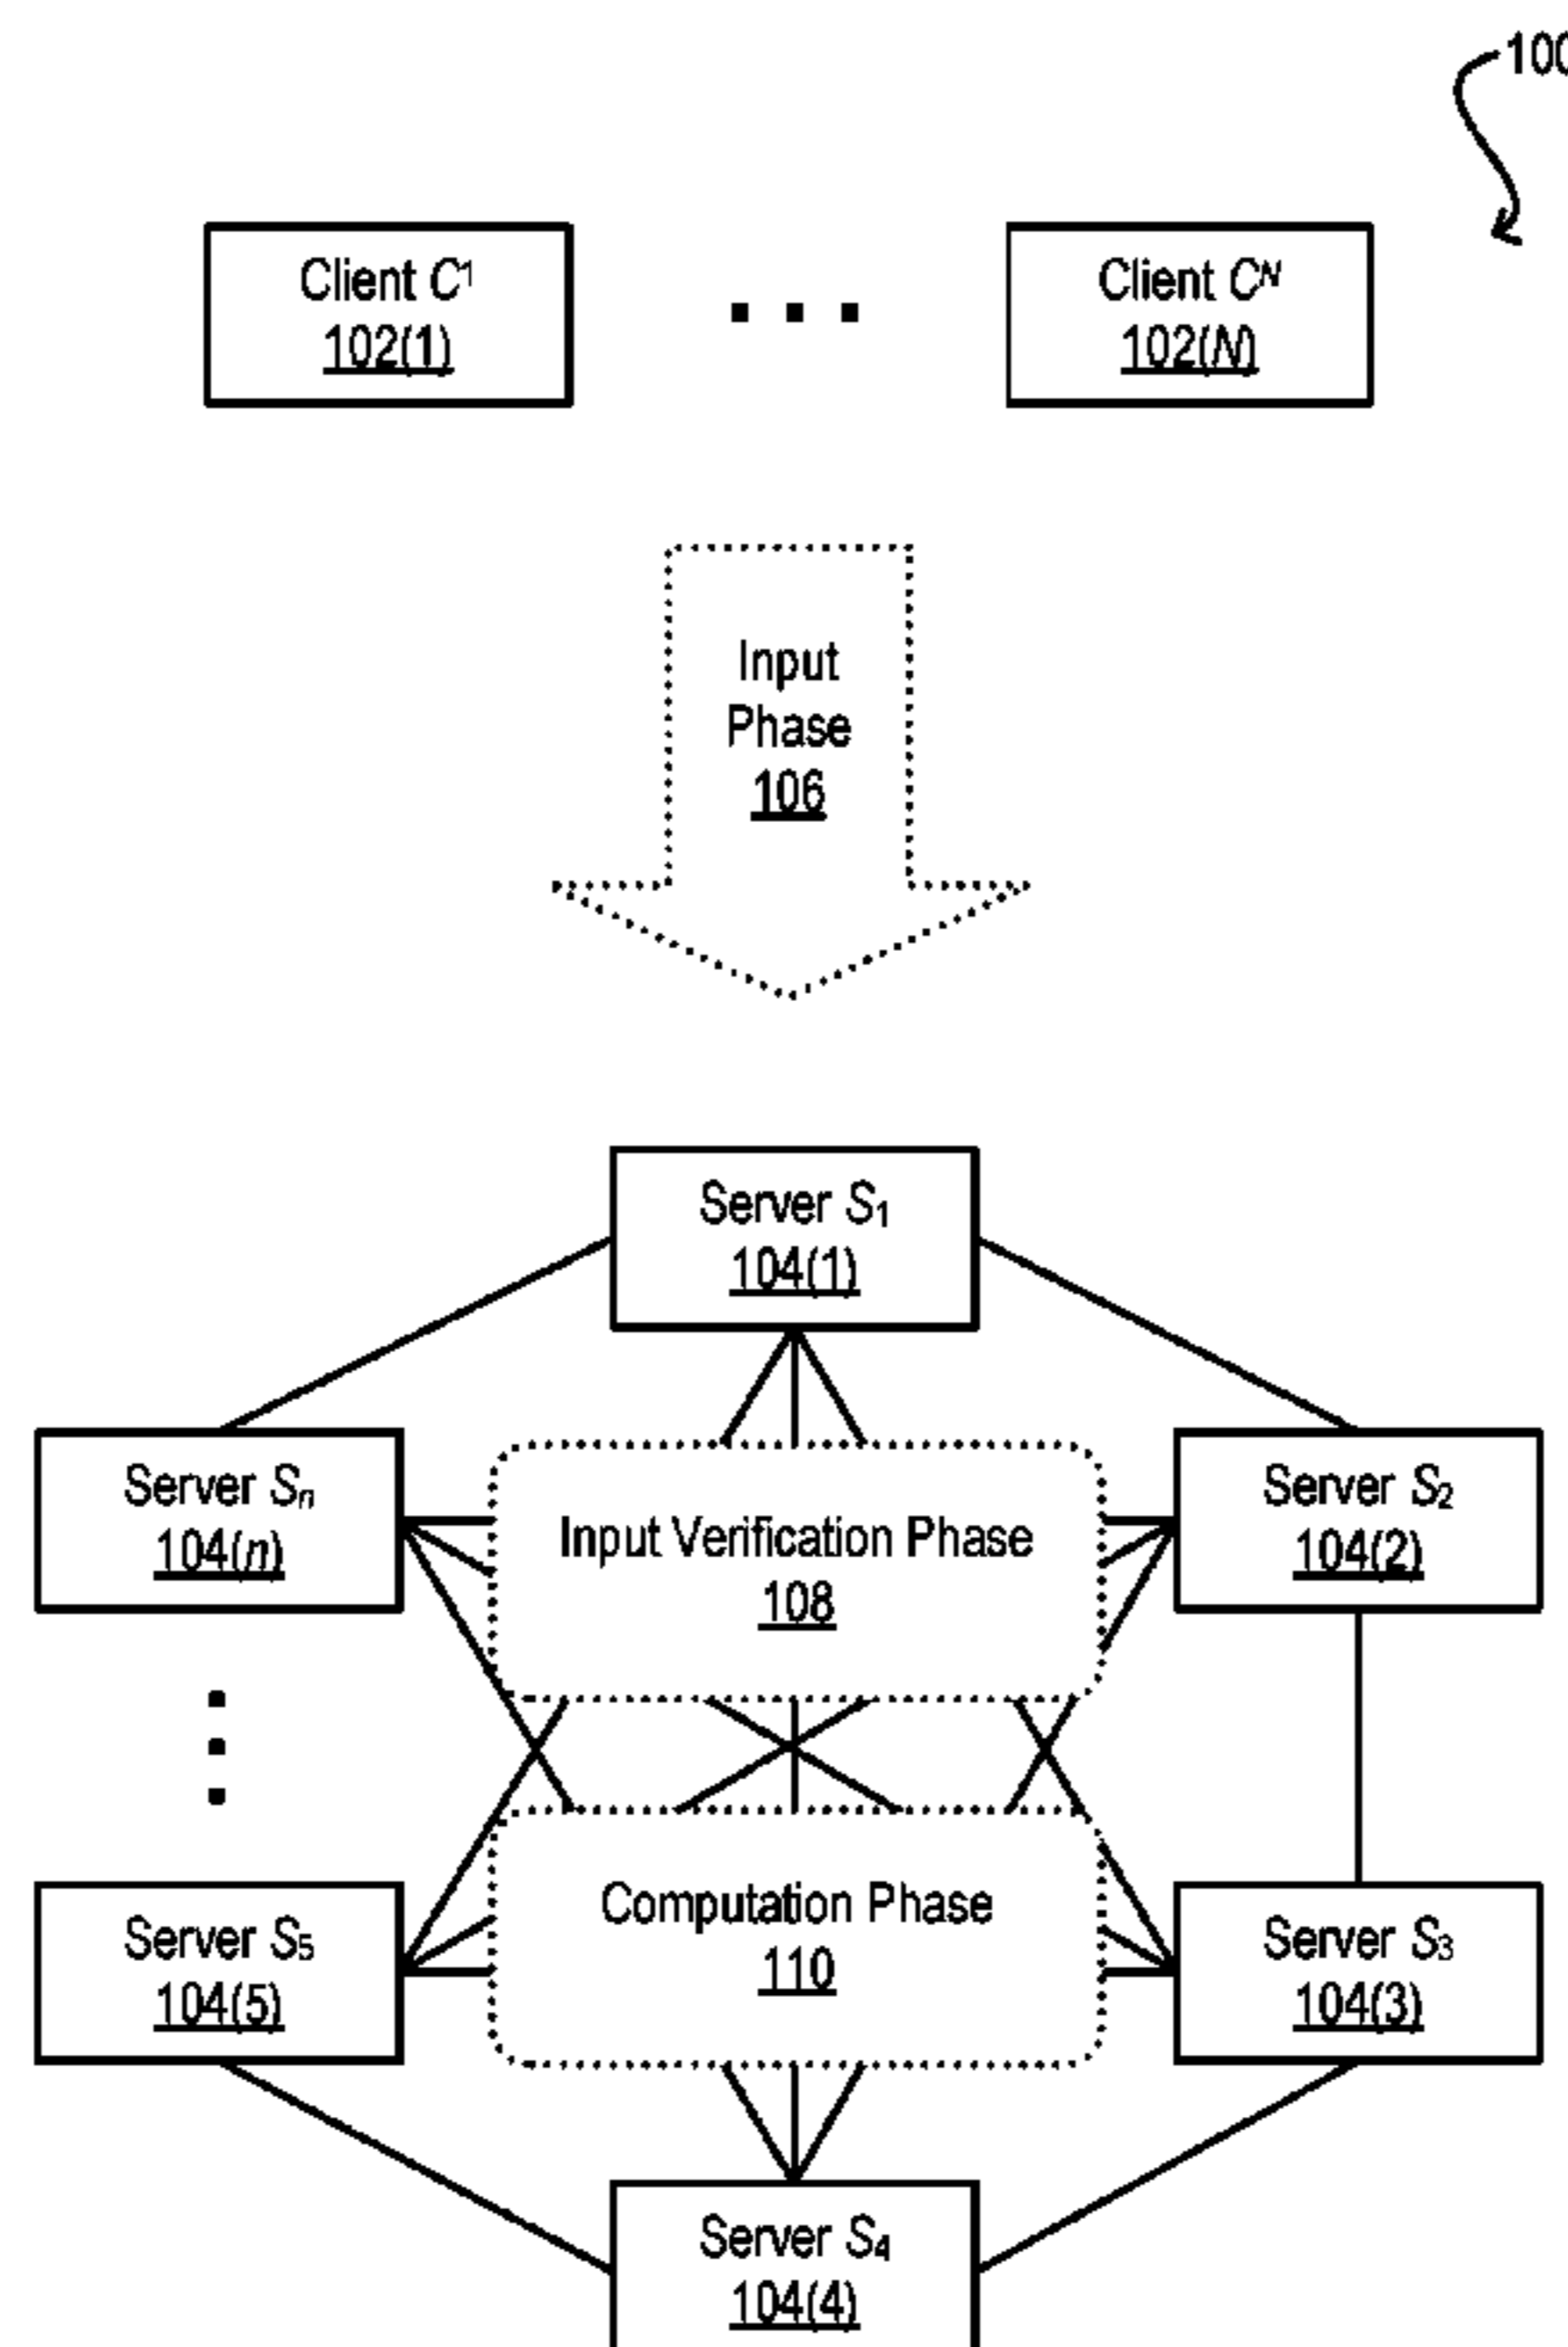 100
Client C¹
102(1)
Client Cᴺ
102(N)
Input
Phase
106
Server S₁
104(1)
Server Sₙ
104(n)
Server S₂
104(2)
Input Verification Phase
108
Computation Phase
110
Server S₅
104(5)
Server S₃
104(3)
Server S₄
104(4)